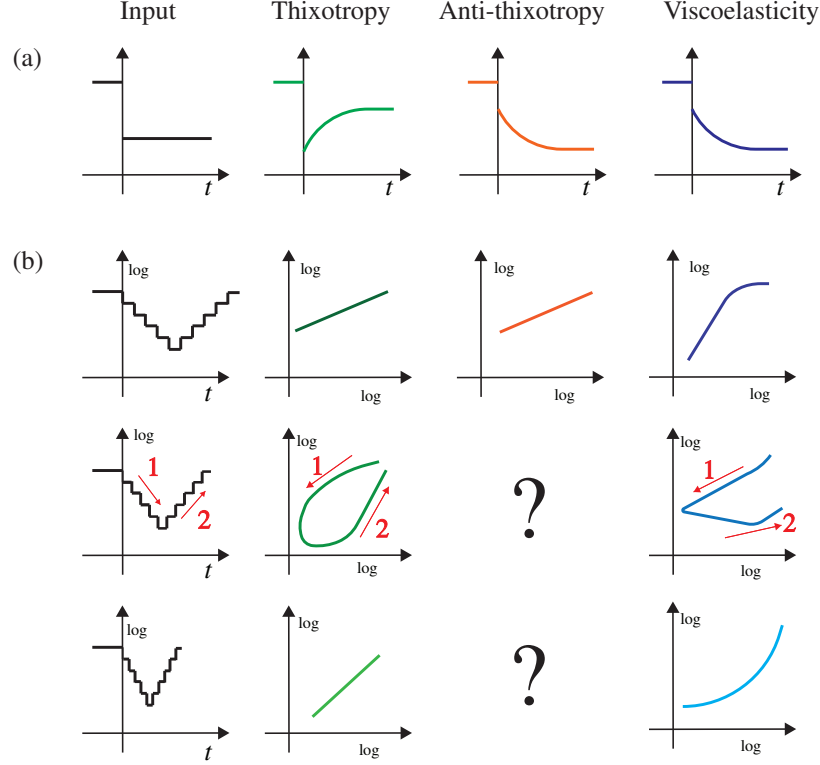 Input Thixotropy Anti-thixotropy Viscoelasticity
(a)
t t t t
(b)
log log log log
t log log log
log log log
1 1 ? 1
2 2 2
t log log
log log log
?
t log log